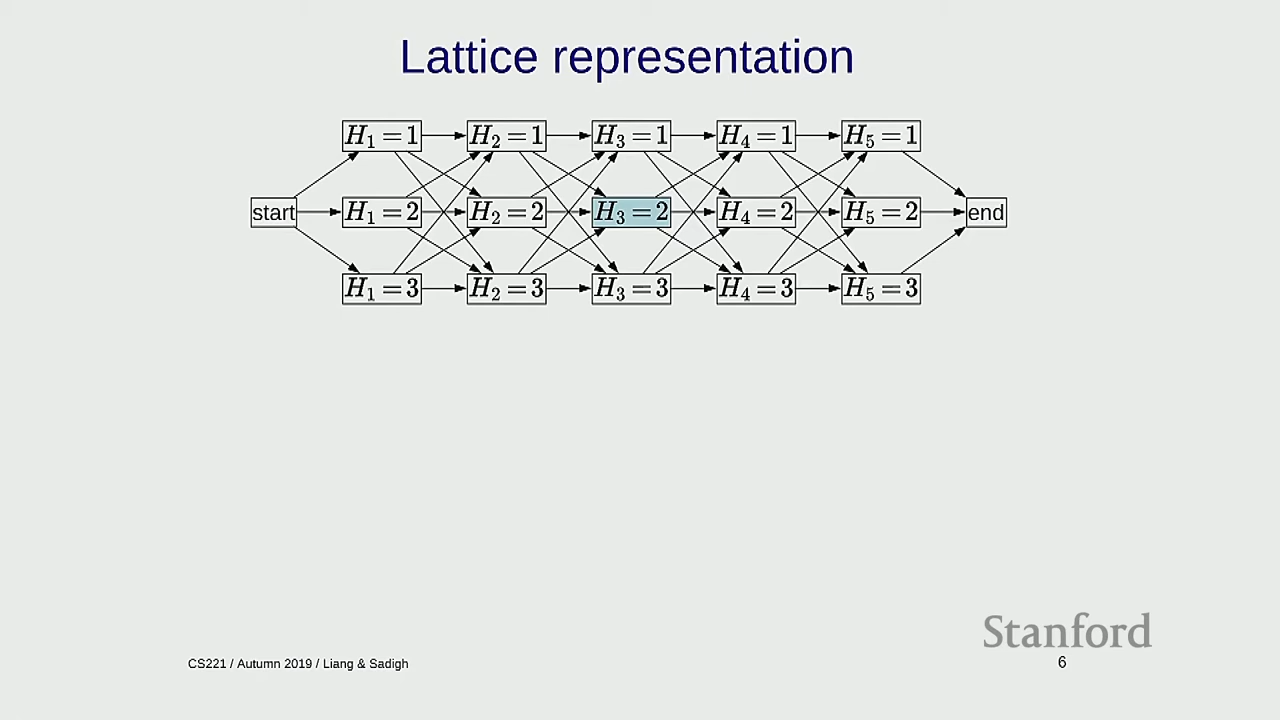 Lattice representation
H₁ = 1 H₂ = 1 H₃ = 1 H₄ = 1 H₅ = 1
start H₁ = 2 H₂ = 2 H₃ = 2 H₄ = 2 H₅ = 2 end
H₁ = 3 H₂ = 3 H₃ = 3 H₄ = 3 H₅ = 3
Stanford
CS221 / Autumn 2019 / Liang & Sadigh 6